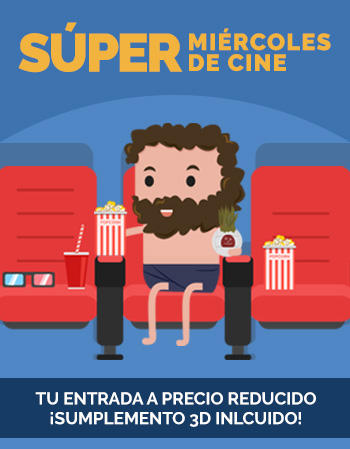 SÚPER MIÉRCOLES
DE CINE
TU ENTRADA A PRECIO REDUCIDO
¡SUMPLEMENTO 3D INLCUIDO!